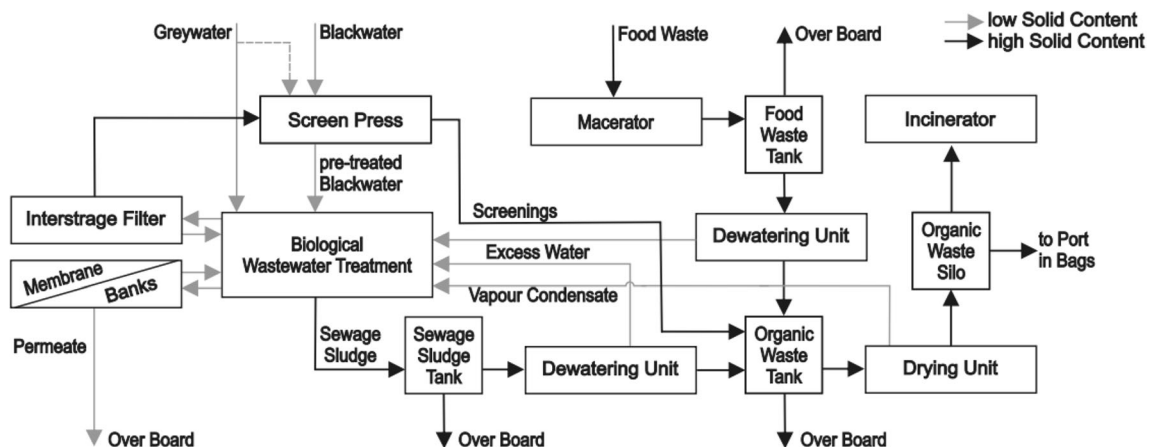 Greywater
Blackwater
Food Waste
Over Board
low Solid Content
high Solid Content
Screen Press
Macerator
Food
Waste
Tank
Incinerator
pre-treated
Blackwater
Interstrage Filter
Screenings
Biological
Wastewater Treatment
Dewatering Unit
Organic
Waste
Silo
to Port
in Bags
Excess Water
Membrane
Banks
Vapour Condensate
Permeate
Sewage
Sludge
Sewage
Sludge
Tank
Dewatering Unit
Organic
Waste
Tank
Drying Unit
Over Board
Over Board
Over Board